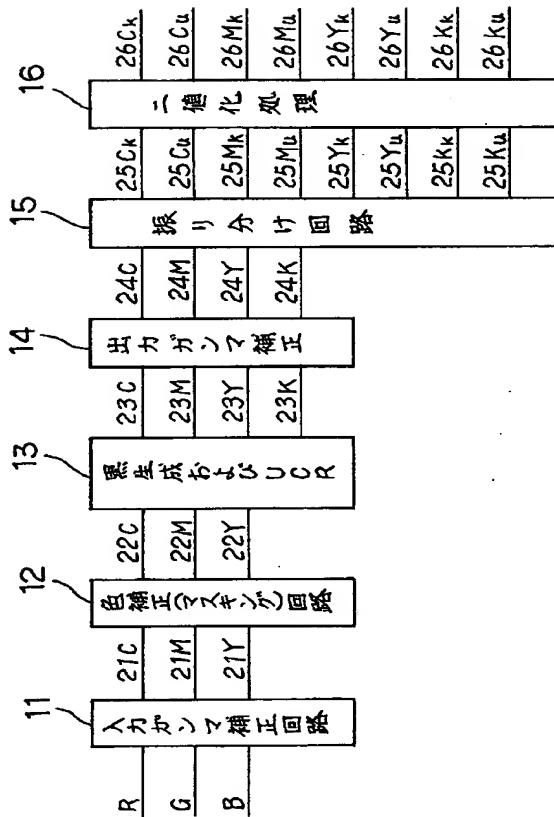 R
G
B
11
入力ガンマ補正回路
21C
21M
21Y
12
色補正(マスキング)回路
22C
22M
22Y
13
黒生成およびUCR
23C
23M
23Y
23K
14
出力ガンマ補正
24C
24M
24Y
24K
15
振り分け回路
25Ck
25Cu
25Mk
25Mu
25Yk
25Yu
25Kk
25Ku
16
二値化処理
26Ck
26Cu
26Mk
26Mu
26Yk
26Yu
26Kk
26Ku